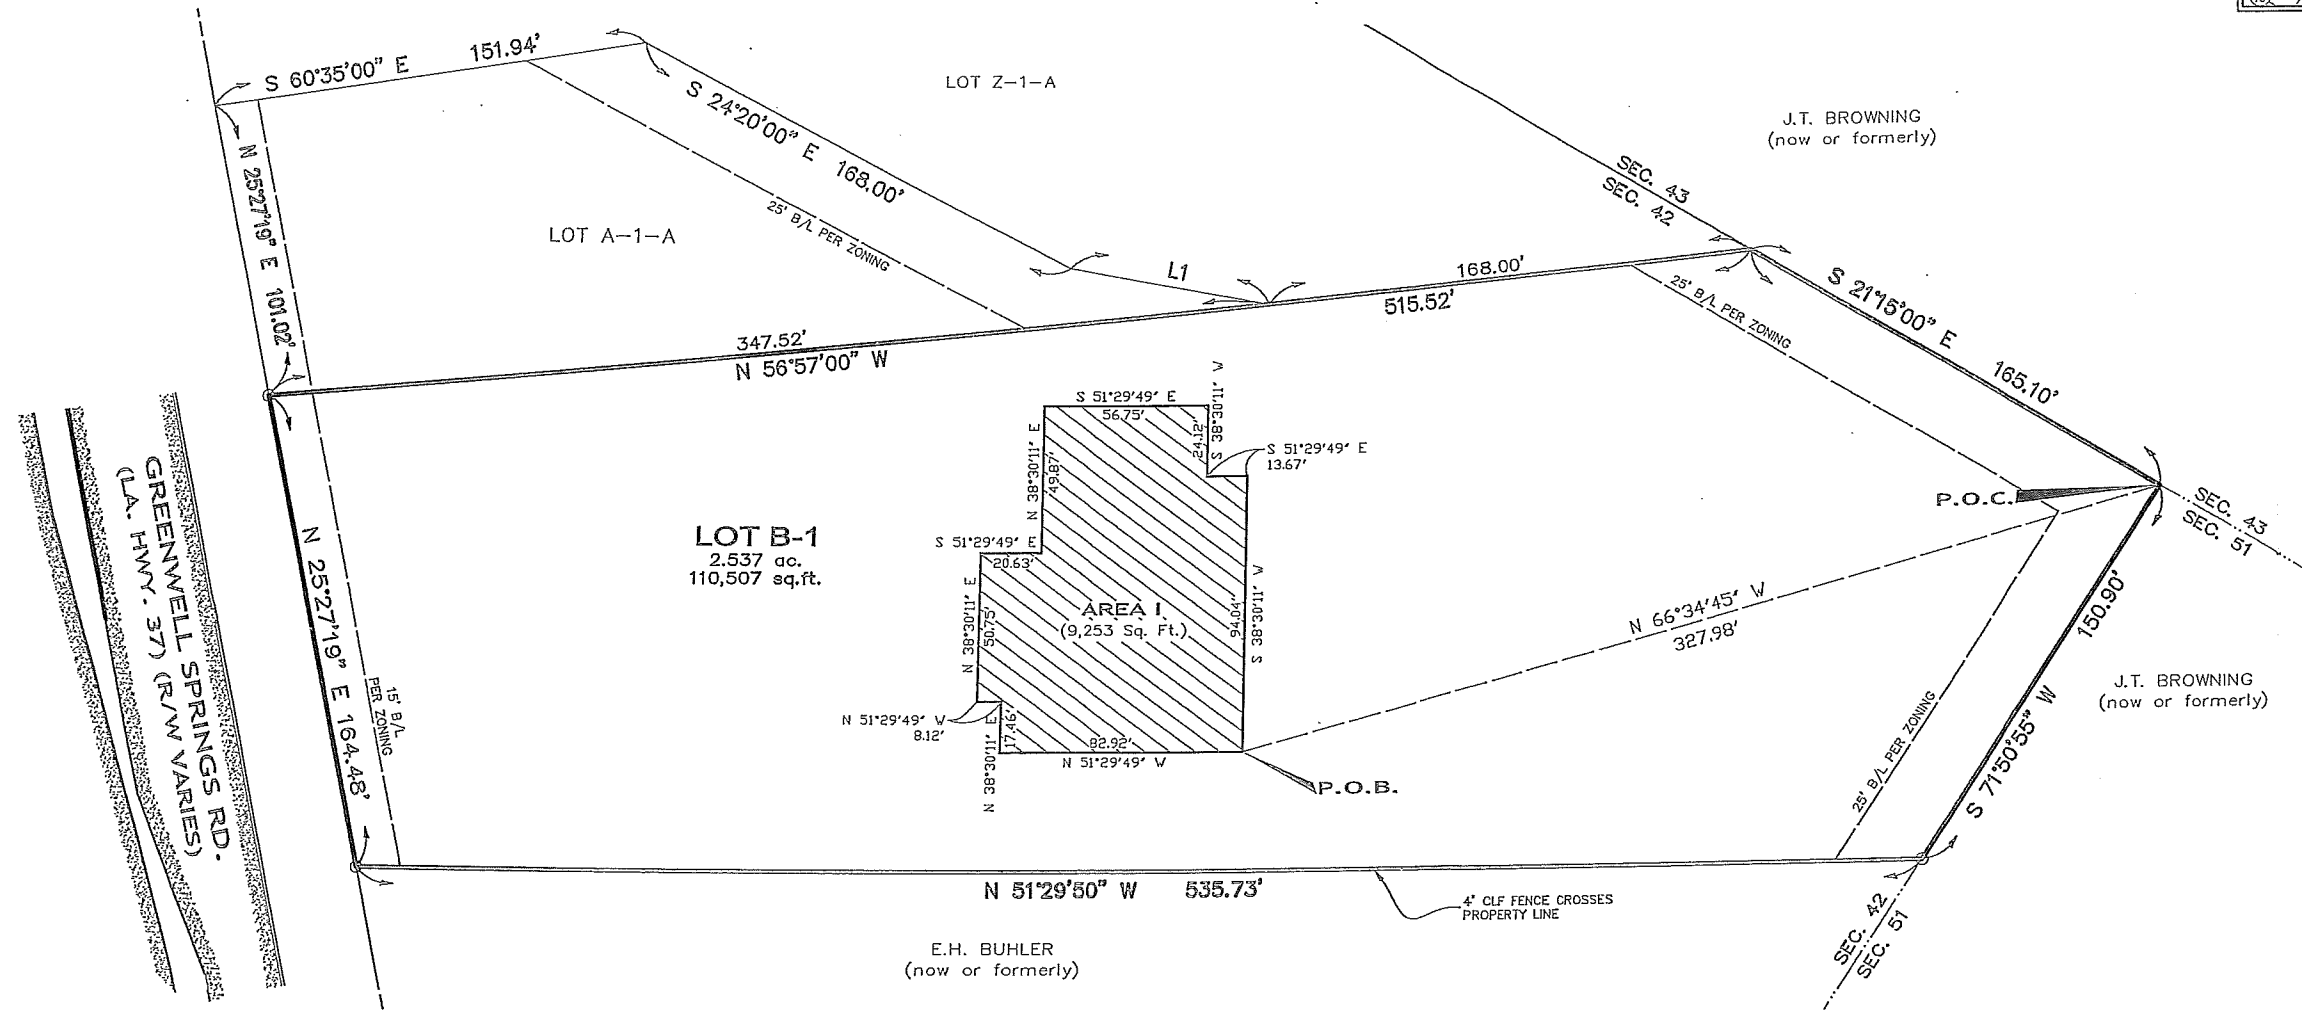 S 60°35'00" E 151.94'
LOT Z-1-A
J.T. BROWNING
(now or formerly)
S 24°20'00" E 168.00'
SEC. 43
SEC. 42
N 25°27'19" E 101.02'
25' B/L PER ZONING
LOT A-1-A
L1
168.00'
515.52'
25' B/L PER ZONING
S 21°15'00" E 165.10'
347.52'
N 56°57'00" W
S 51°29'49" E
56.75'
24.12'
S 38°30'11" W
S 51°29'49" E
13.67'
N 38°30'11" E
49.87'
P.O.C.
SEC. 43
SEC. 51
GREENWELL SPRINGS RD.
(LA. HWY. 37) (R/W VARIES)
N 25°27'19" E 164.48'
15' B/L
PER ZONING
LOT B-1
2.537 ac.
110,507 sq.ft.
S 51°29'49" E
20.63'
N 38°30'11" E
50.75'
AREA 1
(9,253 Sq. Ft.)
94.04'
S 38°30'11" W
N 66°34'45" W
327.98'
150.90'
S 71°50'55" W
J.T. BROWNING
(now or formerly)
25' B/L PER ZONING
N 51°29'49" W
8.12'
N 38°30'11" E
17.46'
82.92'
N 51°29'49" W
P.O.B.
N 51°29'50" W 535.73'
4' CLF FENCE CROSSES
PROPERTY LINE
SEC. 42
SEC. 51
E.H. BUHLER
(now or formerly)